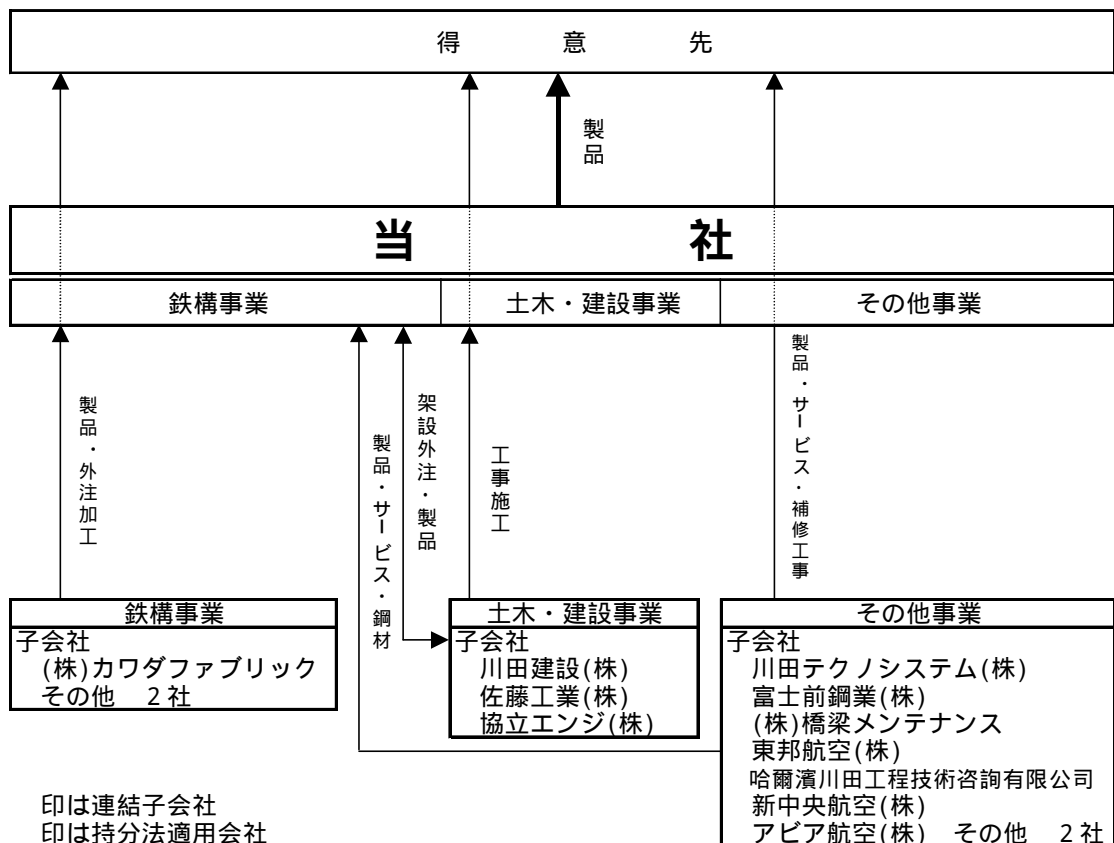 得 意 先
製品
当 社
鉄構事業 土木・建設事業 その他事業
製品・外注加工
製品・サービス・鋼材
架設外注・製品
工事施工
製品・サービス・補修工事
鉄構事業
子会社
(株)カワダファブリック
その他 2社
土木・建設事業
子会社
川田建設(株)
佐藤工業(株)
協立エンジ(株)
その他事業
子会社
川田テクノシステム(株)
富士前鋼業(株)
(株)橋梁メンテナンス
東邦航空(株)
哈爾濱川田工程技術咨詢有限公司
新中央航空(株)
アビア航空(株) その他 2社
印は連結子会社
印は持分法適用会社